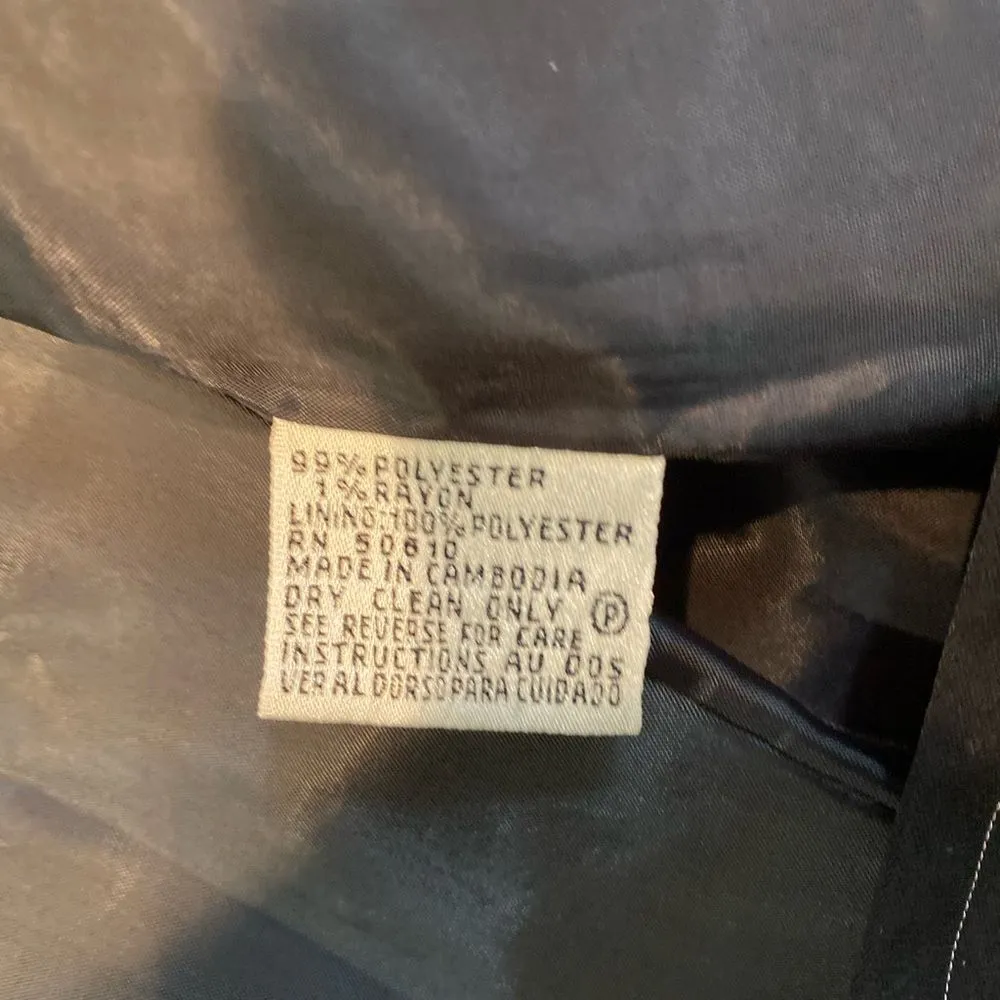 99% POLYESTER
1% RAYON
LINING:100% POLYESTER
RN 50610
MADE IN CAMBODIA
DRY CLEAN ONLY Ⓟ
SEE REVERSE FOR CARE
INSTRUCTIONS AU DOS
VER AL DORSO PARA CUIDADO